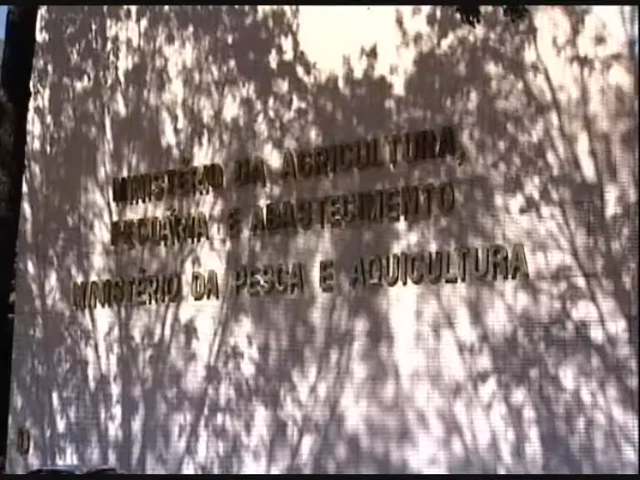 MINISTÉRIO DA AGRICULTURA,
PECUÁRIA E ABASTECIMENTO
MINISTÉRIO DA PESCA E AQUICULTURA